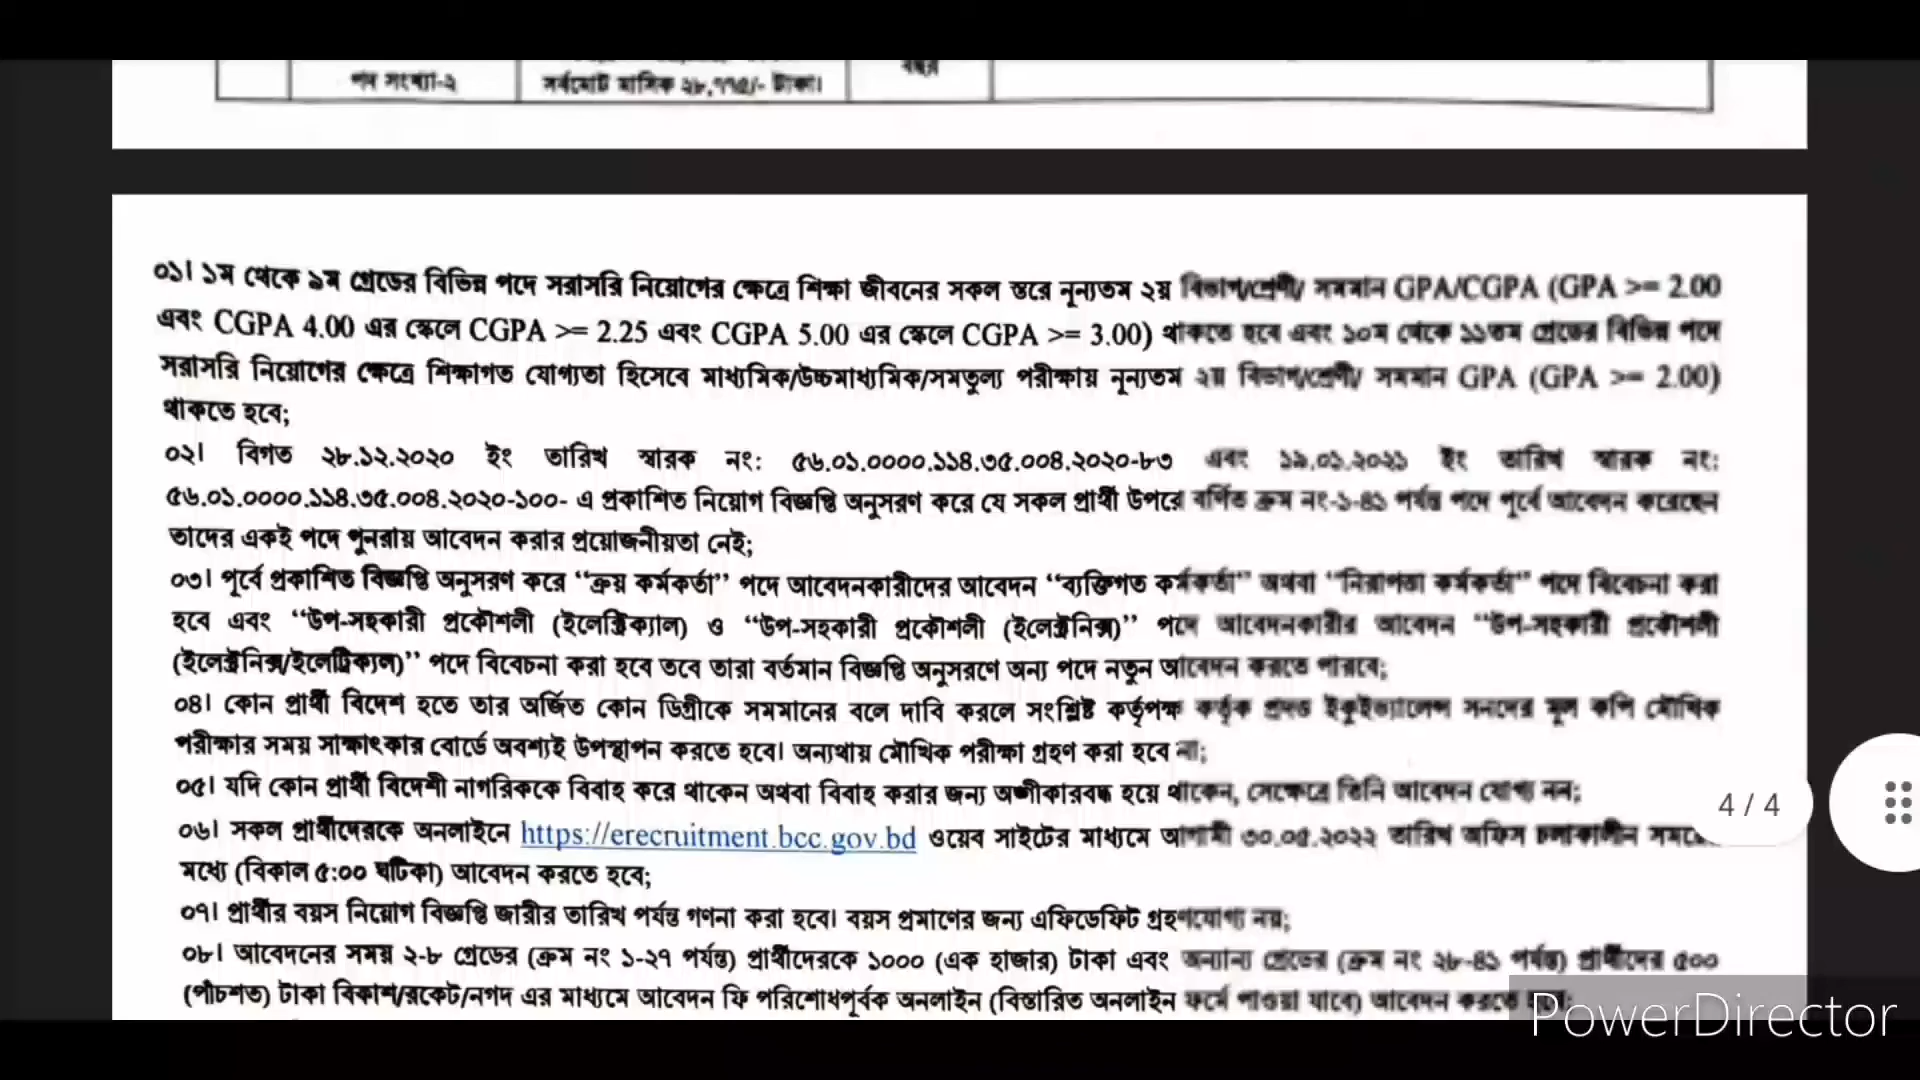 পদ সংখ্যা-২ সর্বমোট মাসিক ২৮,৭৭৫/- টাকা। বছর
০১। ১ম থেকে ৯ম গ্রেডের বিভিন্ন পদে সরাসরি নিয়োগের ক্ষেত্রে শিক্ষা জীবনের সকল স্তরে নূন্যতম ২য় বিভাগ/শ্রেণী/ সমমান GPA/CGPA (GPA >= 2.00
এবং CGPA 4.00 এর স্কেলে CGPA >= 2.25 এবং CGPA 5.00 এর স্কেলে CGPA >= 3.00) থাকতে হবে এবং ১০ম থেকে ১১তম গ্রেডের বিভিন্ন পদে
সরাসরি নিয়োগের ক্ষেত্রে শিক্ষাগত যোগ্যতা হিসেবে মাধ্যমিক/উচ্চমাধ্যমিক/সমতুল্য পরীক্ষায় নূন্যতম ২য় বিভাগ/শ্রেণী/ সমমান GPA (GPA >= 2.00)
থাকতে হবে;
০২। বিগত ২৮.১২.২০২০ ইং তারিখ স্বারক নং: ৫৬.০১.০০০০.১১৪.৩৫.০০৪.২০২০-৮৩ এবং ১৯.০১.২০২১ ইং তারিখ স্বারক নং:
৫৬.০১.০০০০.১১৪.৩৫.০০৪.২০২০-১০০- এ প্রকাশিত নিয়োগ বিজ্ঞপ্তি অনুসরণ করে যে সকল প্রার্থী উপরে বর্ণিত ক্রম নং-১-৪১ পর্যন্ত পদে পূর্বে আবেদন করেছেন
তাদের একই পদে পুনরায় আবেদন করার প্রয়োজনীয়তা নেই;
০৩। পূর্বে প্রকাশিত বিজ্ঞপ্তি অনুসরণ করে “ক্রয় কর্মকর্তা” পদে আবেদনকারীদের আবেদন “ব্যক্তিগত কর্মকর্তা” অথবা “নিরাপত্তা কর্মকর্তা” পদে বিবেচনা করা
হবে এবং “উপ-সহকারী প্রকৌশলী (ইলেক্ট্রিক্যাল) ও “উপ-সহকারী প্রকৌশলী (ইলেক্ট্রনিক্স)” পদে আবেদনকারীর আবেদন “উপ-সহকারী প্রকৌশলী
(ইলেক্ট্রনিক্স/ইলেট্রিক্যল)” পদে বিবেচনা করা হবে তবে তারা বর্তমান বিজ্ঞপ্তি অনুসরণে অন্য পদে নতুন আবেদন করতে পারবে;
০৪। কোন প্রার্থী বিদেশ হতে তার অর্জিত কোন ডিগ্রীকে সমমানের বলে দাবি করলে সংশ্লিষ্ট কর্তৃপক্ষ কর্তৃক প্রদত্ত ইকুইভ্যালেন্স সনদের মূল কপি মৌখিক
পরীক্ষার সময় সাক্ষাৎকার বোর্ডে অবশ্যই উপস্থাপন করতে হবে। অন্যথায় মৌখিক পরীক্ষা গ্রহণ করা হবে না;
০৫। যদি কোন প্রার্থী বিদেশী নাগরিককে বিবাহ করে থাকেন অথবা বিবাহ করার জন্য অঙ্গীকারবদ্ধ হয়ে থাকেন, সেক্ষেত্রে তিনি আবেদন যোগ্য নন;
4 / 4
০৬। সকল প্রার্থীদেরকে অনলাইনে https://erecruitment.bcc.gov.bd ওয়েব সাইটের মাধ্যমে আগামী ৩০.০৫.২০২২ তারিখ অফিস চলাকালীন
মধ্যে (বিকাল ৫:০০ ঘটিকা) আবেদন করতে হবে;
০৭। প্রার্থীর বয়স নিয়োগ বিজ্ঞপ্তি জারীর তারিখ পর্যন্ত গণনা করা হবে। বয়স প্রমাণের জন্য এফিডেফিট গ্রহণযোগ্য নয়;
০৮। আবেদনের সময় ২-৮ গ্রেডের (ক্রম নং ১-২৭ পর্যন্ত) প্রার্থীদেরকে ১০০০ (এক হাজার) টাকা এবং অন্যান্য গ্রেডের (ক্রম নং ২৮-৪১ পর্যন্ত) প্রার্থীদের ৫০০
(পাঁচশত) টাকা বিকাশ/রকেট/নগদ এর মাধ্যমে আবেদন ফি পরিশোধপূর্বক অনলাইন (বিস্তারিত অনলাইন ফর্মে পাওয়া যাবে) আবেদন করতে হবে;
PowerDirector